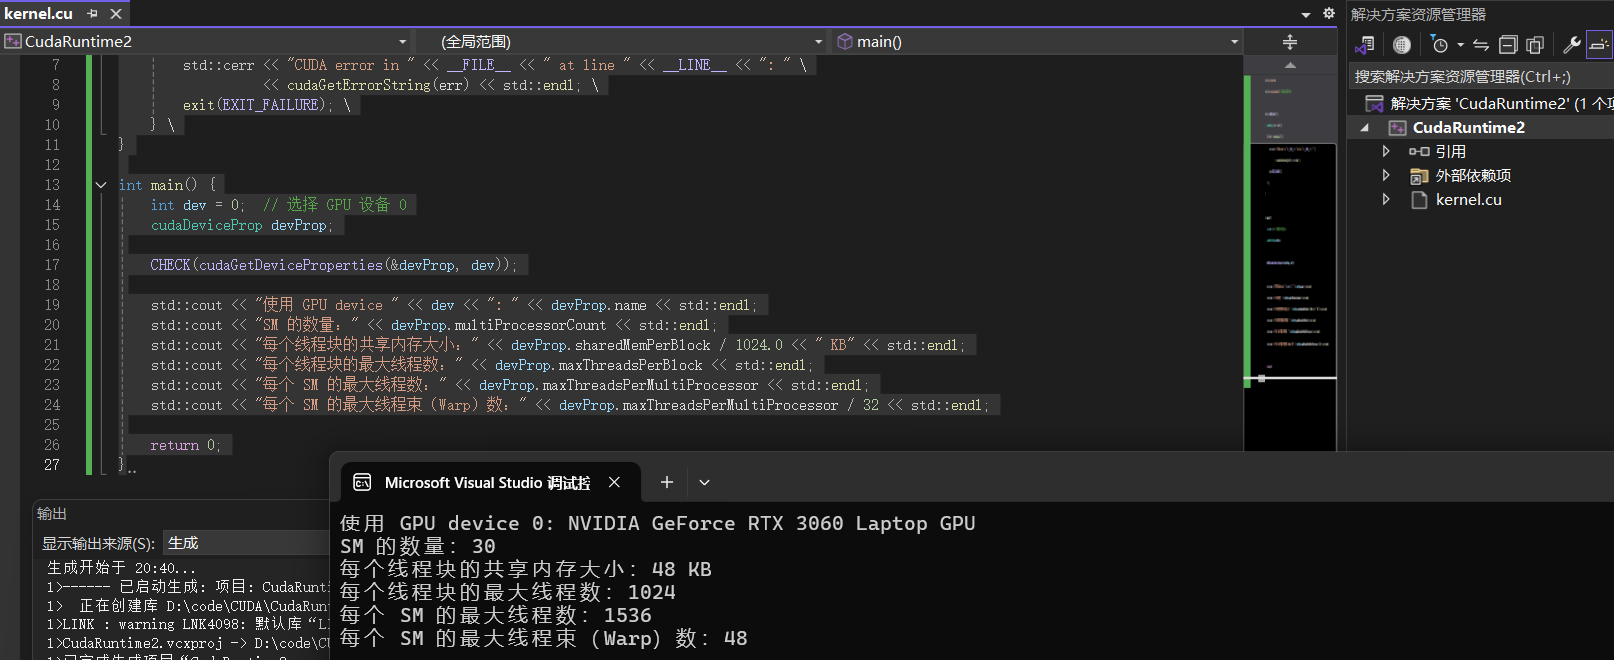 kernel.cu
CudaRuntime2
(全局范围)
main()
7 std::cerr << "CUDA error in " << __FILE__ << " at line " << __LINE__ << ": " \
8 << cudaGetErrorString(err) << std::endl; \
9 exit(EXIT_FAILURE); \
10 } \
11 }
12
13 int main() {
14 int dev = 0; // 选择 GPU 设备 0
15 cudaDeviceProp devProp;
16
17 CHECK(cudaGetDeviceProperties(&devProp, dev));
18
19 std::cout << "使用 GPU device " << dev << ": " << devProp.name << std::endl;
20 std::cout << "SM 的数量：" << devProp.multiProcessorCount << std::endl;
21 std::cout << "每个线程块的共享内存大小：" << devProp.sharedMemPerBlock / 1024.0 << " KB" << std::endl;
22 std::cout << "每个线程块的最大线程数：" << devProp.maxThreadsPerBlock << std::endl;
23 std::cout << "每个 SM 的最大线程数：" << devProp.maxThreadsPerMultiProcessor << std::endl;
24 std::cout << "每个 SM 的最大线程束（Warp）数：" << devProp.maxThreadsPerMultiProcessor / 32 << std::endl;
25
26 return 0;
27 }
解决方案资源管理器
搜索解决方案资源管理器(Ctrl+;)
解决方案 'CudaRuntime2' (1 个项
CudaRuntime2
引用
外部依赖项
kernel.cu
输出
显示输出来源(S): 生成
生成开始于 20:40...
1>------ 已启动生成: 项目: CudaRunti
1> 正在创建库 D:\code\CUDA\CudaRun
1>LINK : warning LNK4098: 默认库“LI
1>CudaRuntime2.vcxproj -> D:\code\CU
Microsoft Visual Studio 调试控
使用 GPU device 0: NVIDIA GeForce RTX 3060 Laptop GPU
SM 的数量：30
每个线程块的共享内存大小：48 KB
每个线程块的最大线程数：1024
每个 SM 的最大线程数：1536
每个 SM 的最大线程束（Warp）数：48